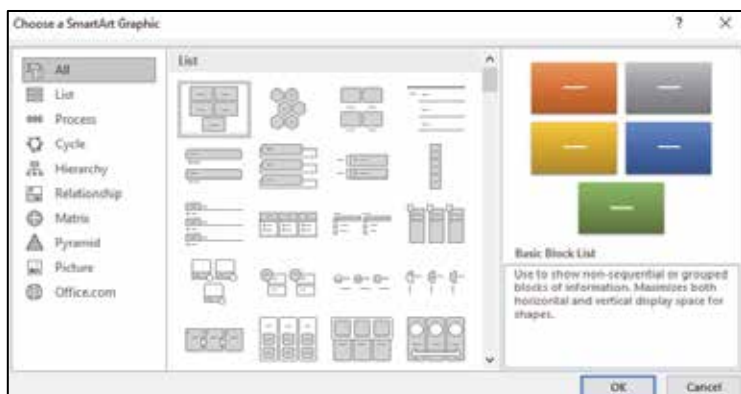 Choose a SmartArt Graphic
All
List
Process
Cycle
Hierarchy
Relationship
Matrix
Pyramid
Picture
Office.com
List
Basic Block List
Use to show non-sequential or grouped
blocks of information. Maximizes both
horizontal and vertical display space for
shapes.
OK
Cancel